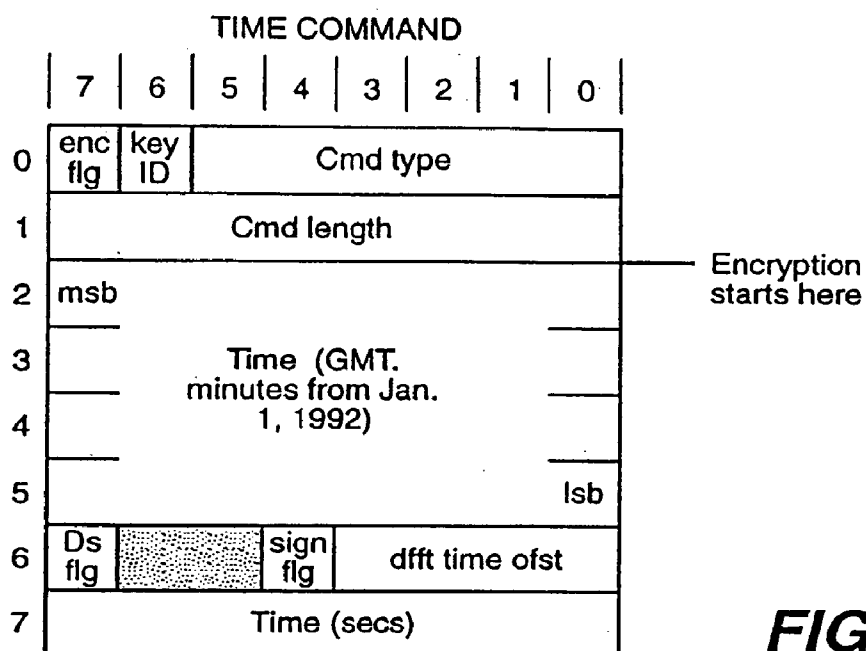 TIME COMMAND
7 6 5 4 3 2 1 0
0 enc flg key ID Cmd type
1 Cmd length
Encryption starts here
2 msb
3 Time (GMT.
minutes from Jan.
4 1, 1992)
5 lsb
6 Ds flg sign flg dfft time ofst
7 Time (secs)
FIG